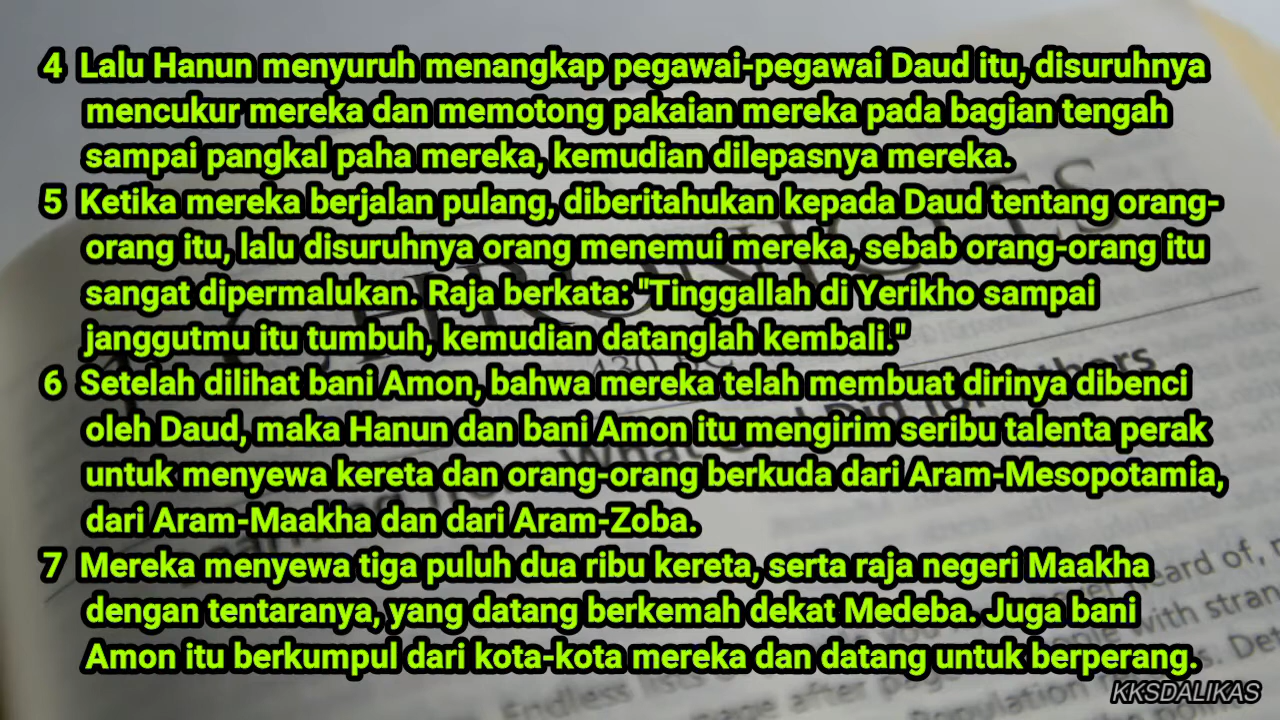 4 Lalu Hanun menyuruh menangkap pegawai-pegawai Daud itu, disuruhnya
mencukur mereka dan memotong pakaian mereka pada bagian tengah
sampai pangkal paha mereka, kemudian dilepasnya mereka.
5 Ketika mereka berjalan pulang, diberitahukan kepada Daud tentang orang-
orang itu, lalu disuruhnya orang menemui mereka, sebab orang-orang itu
sangat dipermalukan. Raja berkata: "Tinggallah di Yerikho sampai
janggutmu itu tumbuh, kemudian datanglah kembali."
6 Setelah dilihat bani Amon, bahwa mereka telah membuat dirinya dibenci
oleh Daud, maka Hanun dan bani Amon itu mengirim seribu talenta perak
untuk menyewa kereta dan orang-orang berkuda dari Aram-Mesopotamia,
dari Aram-Maakha dan dari Aram-Zoba.
7 Mereka menyewa tiga puluh dua ribu kereta, serta raja negeri Maakha
dengan tentaranya, yang datang berkemah dekat Medeba. Juga bani
Amon itu berkumpul dari kota-kota mereka dan datang untuk berperang.
KKSDALIKAS